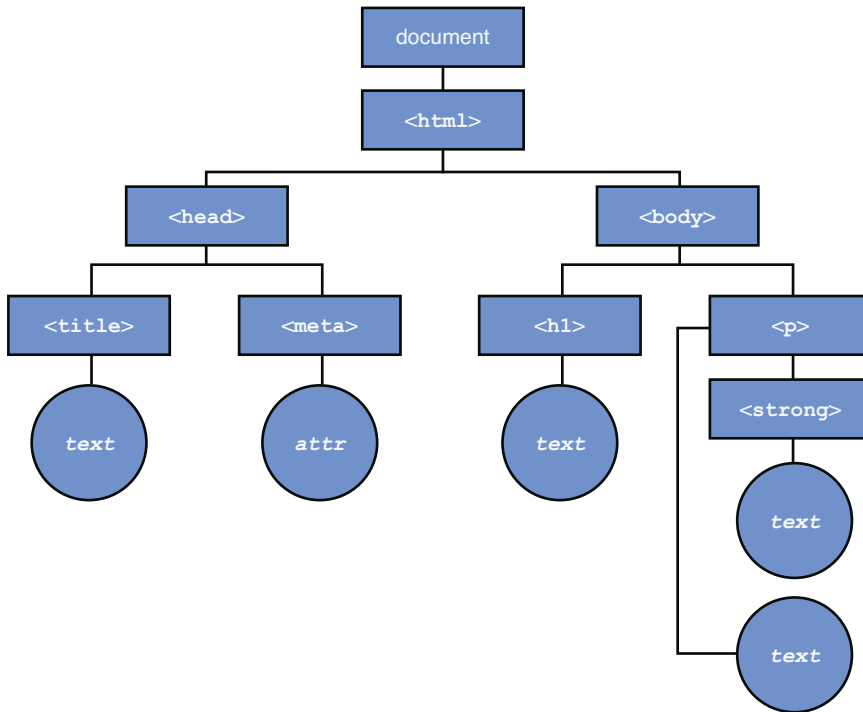 document
<html>
<head>
<body>
<title>
<meta>
<h1>
<p>
<strong>
text
attr
text
text
text